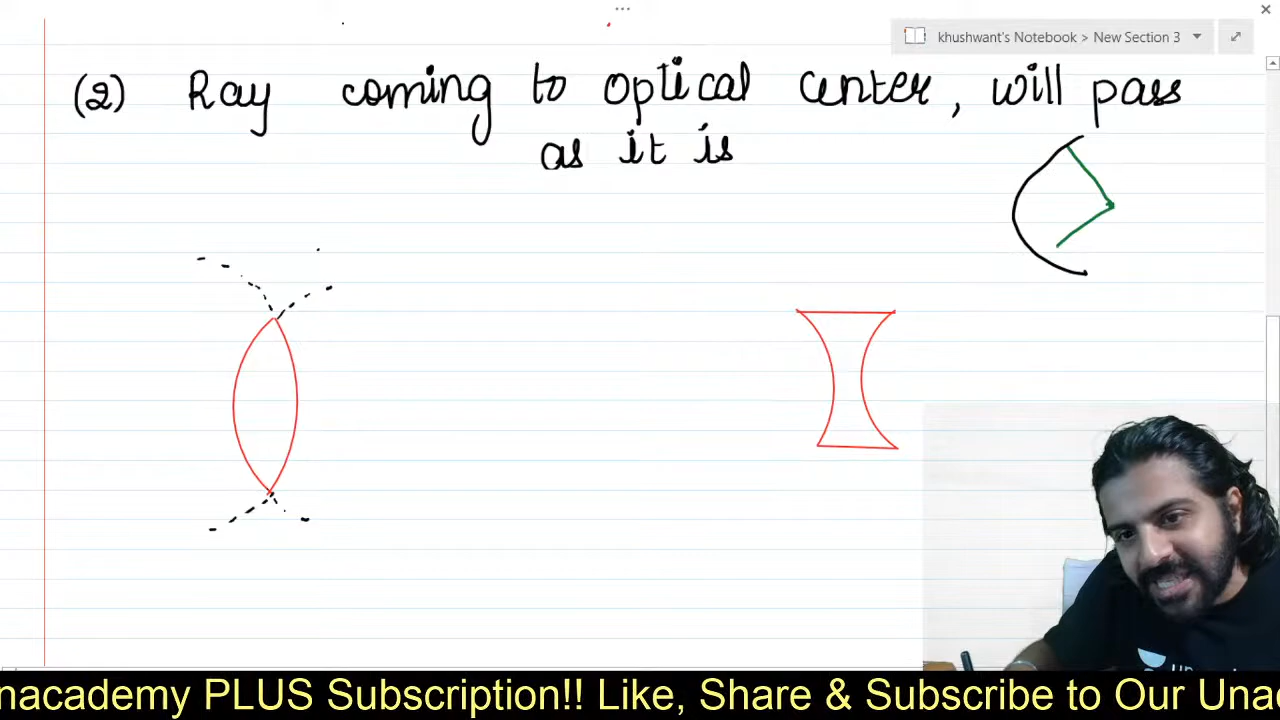 khushwant's Notebook > New Section 3
(2) Ray coming to optical center, will pass
as it is
nacademy PLUS Subscription!! Like, Share & Subscribe to Our Una